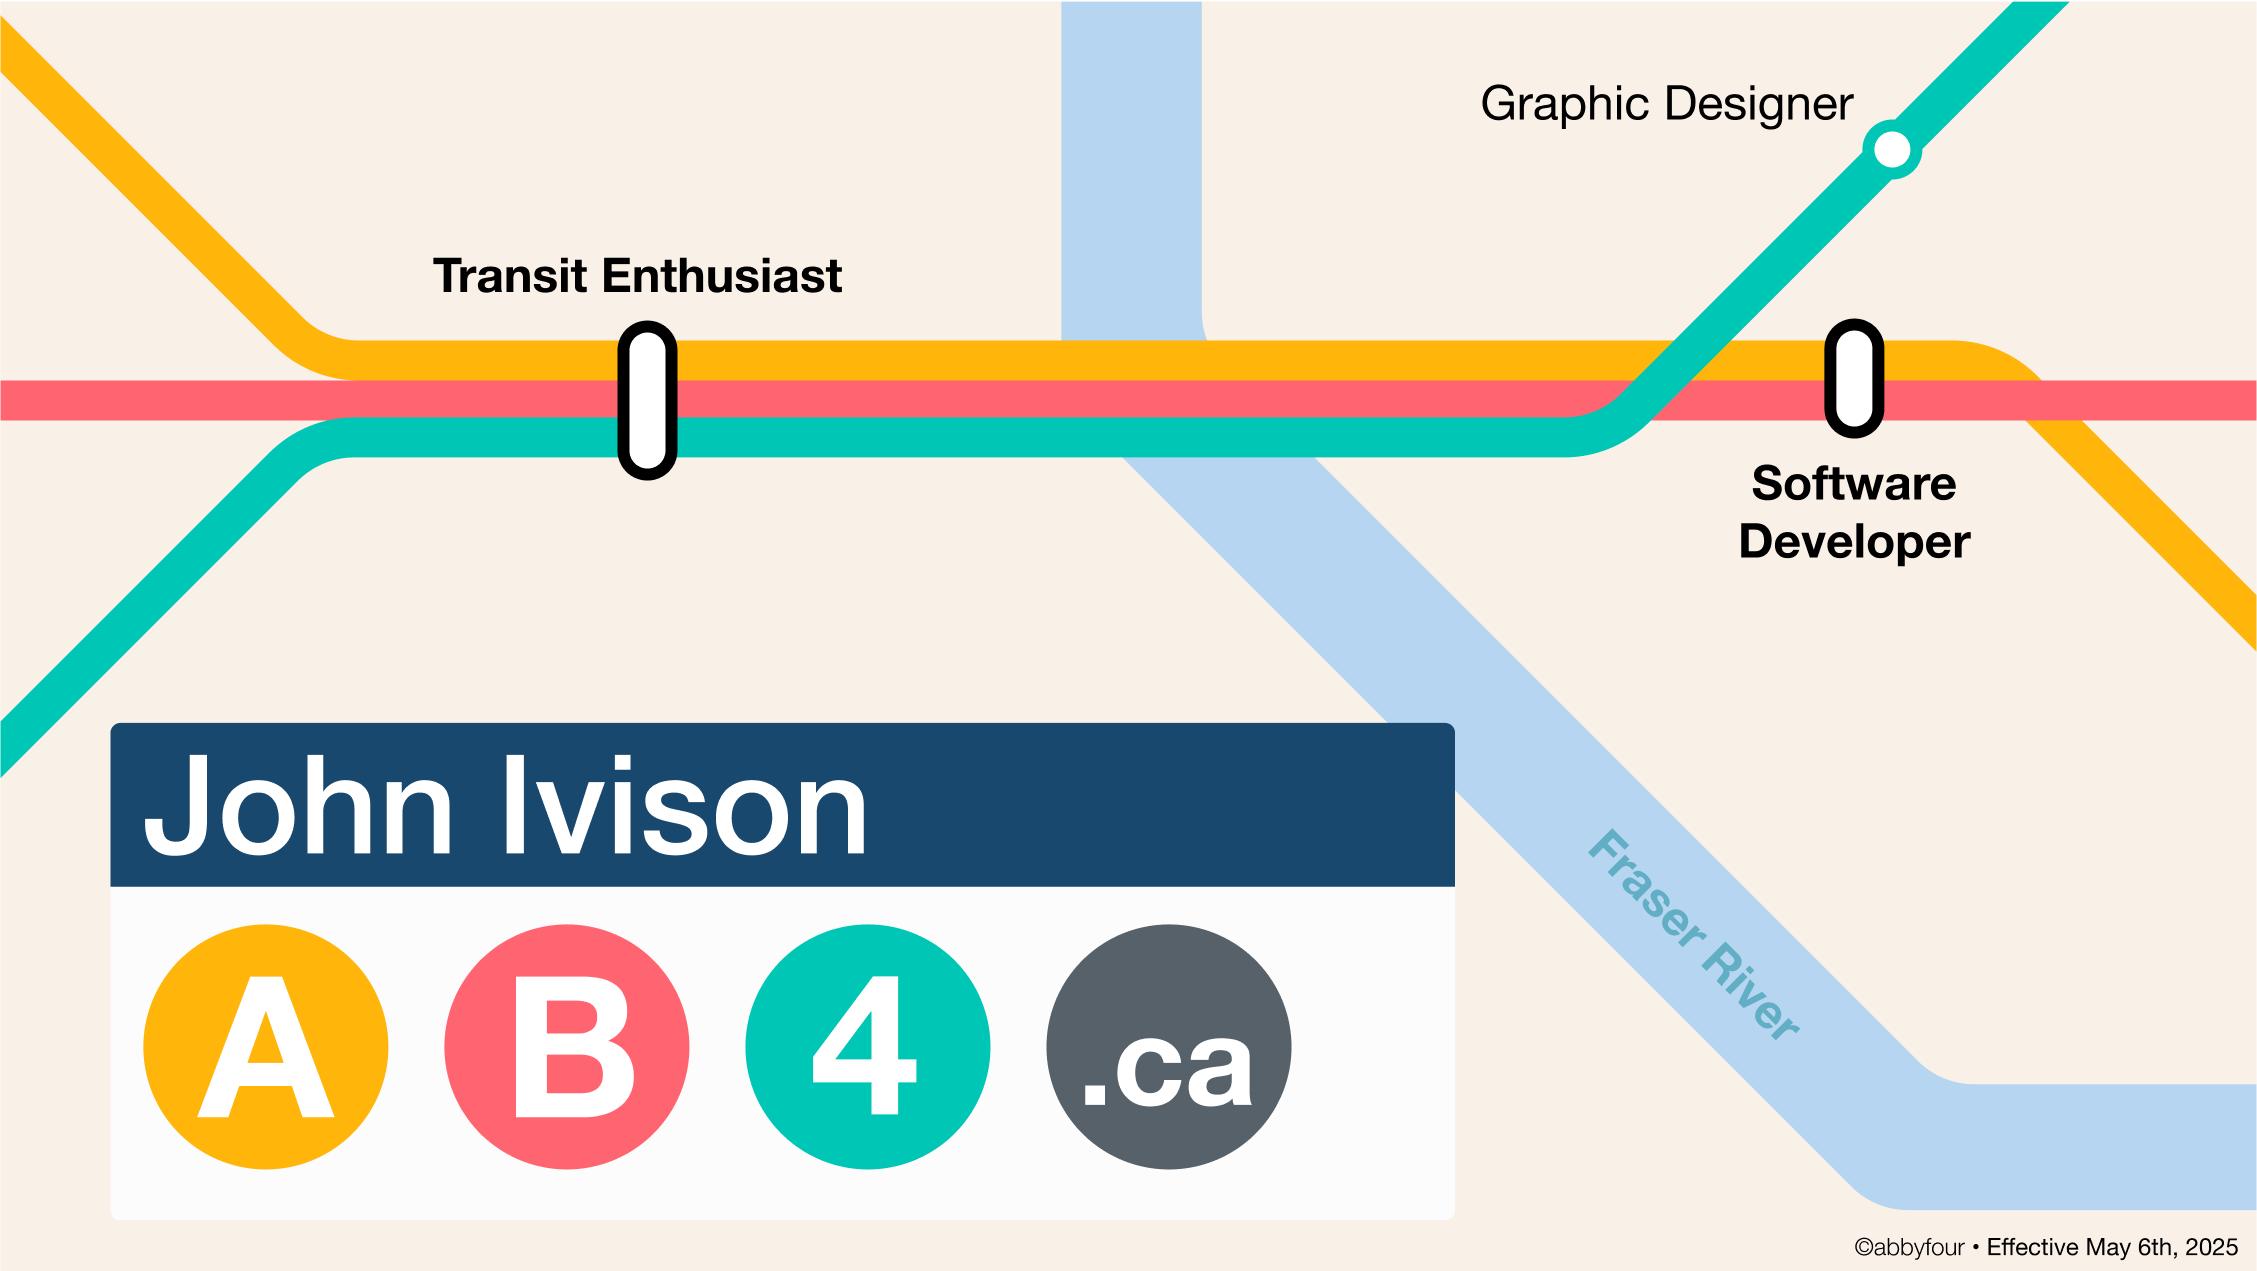 Graphic Designer
Transit Enthusiast
Software
Developer
John Ivison
A B 4 .ca
Fraser River
©abbyfour • Effective May 6th, 2025